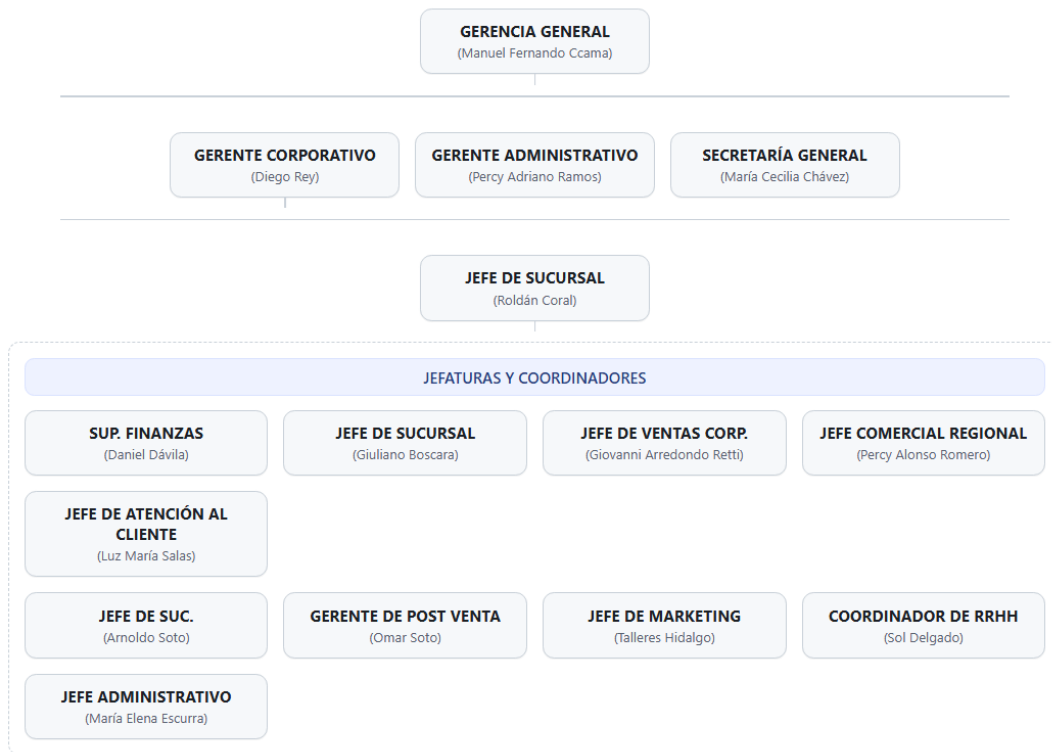 GERENCIA GENERAL
(Manuel Fernando Ccama)
GERENTE CORPORATIVO
(Diego Rey)
GERENTE ADMINISTRATIVO
(Percy Adriano Ramos)
SECRETARÍA GENERAL
(María Cecilia Chávez)
JEFE DE SUCURSAL
(Roldán Coral)
JEFATURAS Y COORDINADORES
SUP. FINANZAS
(Daniel Dávila)
JEFE DE SUCURSAL
(Giuliano Boscara)
JEFE DE VENTAS CORP.
(Giovanni Arredondo Retti)
JEFE COMERCIAL REGIONAL
(Percy Alonso Romero)
JEFE DE ATENCIÓN AL
CLIENTE
(Luz María Salas)
JEFE DE SUC.
(Arnoldo Soto)
GERENTE DE POST VENTA
(Omar Soto)
JEFE DE MARKETING
(Talleres Hidalgo)
COORDINADOR DE RRHH
(Sol Delgado)
JEFE ADMINISTRATIVO
(María Elena Escurra)